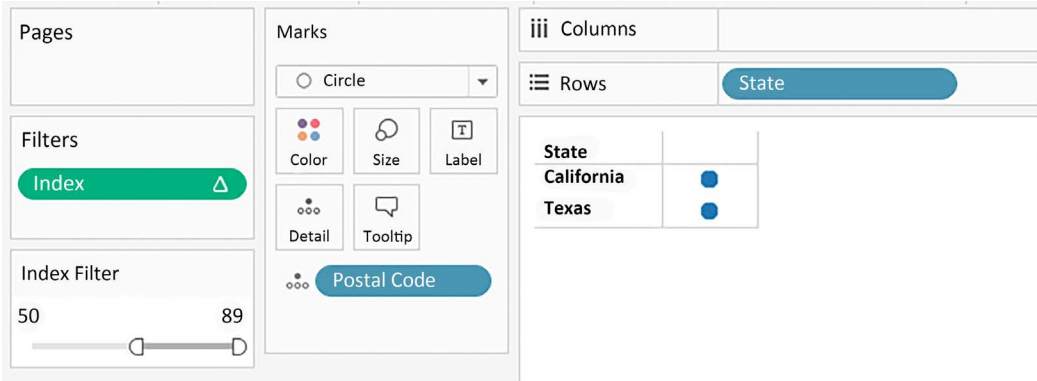 Pages
Filters
Index
Index Filter
50 89
Marks
Circle
Color Size Label
Detail Tooltip
Postal Code
Columns
Rows State
State
California
Texas